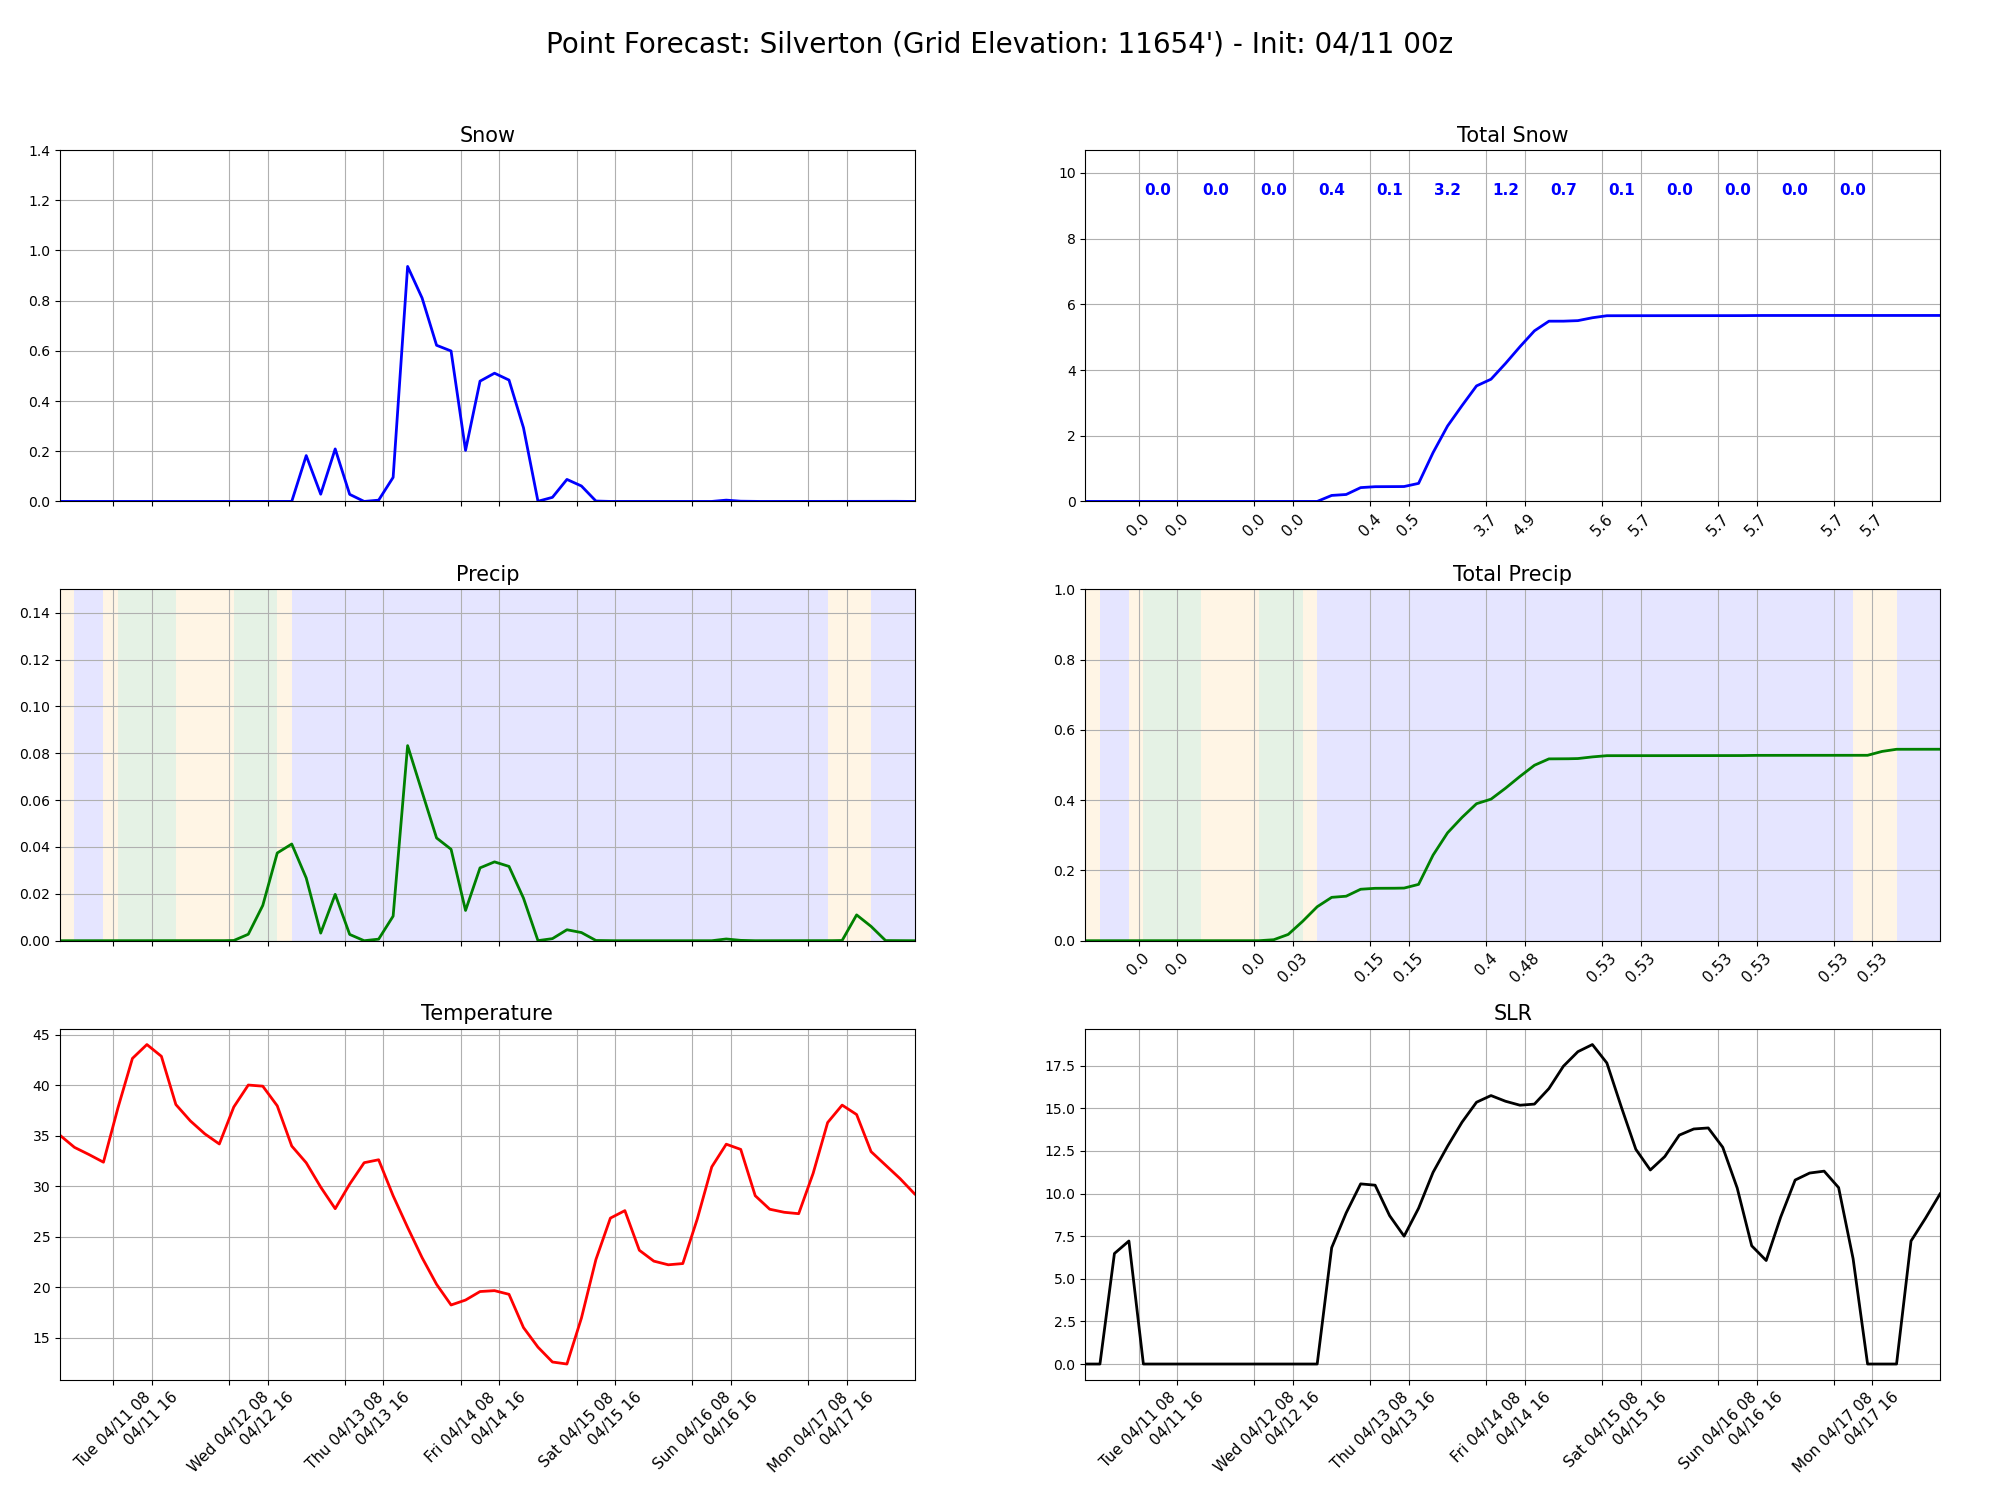 Point Forecast: Silverton (Grid Elevation: 11654') - Init: 04/11 00z
Snow
1.4
1.2
1.0
0.8
0.6
0.4
0.2
0.0
Total Snow
10
8
6
4
2
0
0.0 0.0 0.0 0.4 0.1 3.2 1.2 0.7 0.1 0.0 0.0 0.0 0.0
0.0 0.0 0.0 0.0 0.4 0.5 3.7 4.9 5.6 5.7 5.7 5.7 5.7 5.7
Precip
0.14
0.12
0.10
0.08
0.06
0.04
0.02
0.00
Total Precip
1.0
0.8
0.6
0.4
0.2
0.0
0.0 0.0 0.0 0.03 0.15 0.15 0.4 0.48 0.53 0.53 0.53 0.53 0.53 0.53
Temperature
45
40
35
30
25
20
15
Tue 04/11 08
04/11 16
Wed 04/12 08
04/12 16
Thu 04/13 08
04/13 16
Fri 04/14 08
04/14 16
Sat 04/15 08
04/15 16
Sun 04/16 08
04/16 16
Mon 04/17 08
04/17 16
SLR
17.5
15.0
12.5
10.0
7.5
5.0
2.5
0.0
Tue 04/11 08
04/11 16
Wed 04/12 08
04/12 16
Thu 04/13 08
04/13 16
Fri 04/14 08
04/14 16
Sat 04/15 08
04/15 16
Sun 04/16 08
04/16 16
Mon 04/17 08
04/17 16